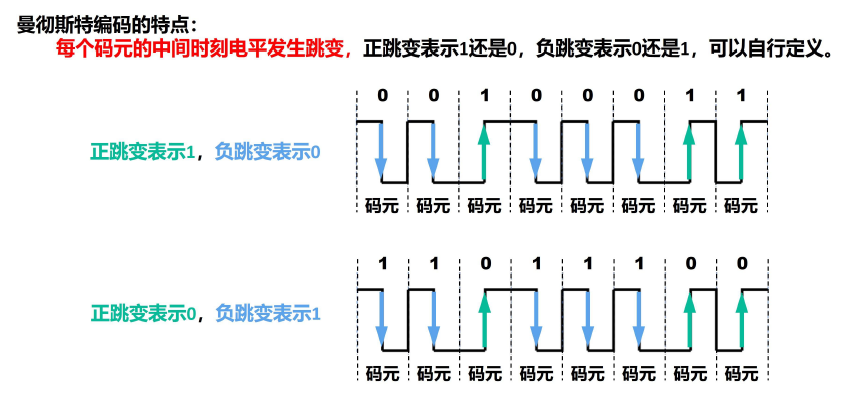 曼彻斯特编码的特点：
每个码元的中间时刻电平发生跳变，正跳变表示1还是0，负跳变表示0还是1，可以自行定义。
0 0 1 0 0 0 1 1
正跳变表示1，负跳变表示0
码元 码元 码元 码元 码元 码元 码元 码元
1 1 0 1 1 1 0 0
正跳变表示0，负跳变表示1
码元 码元 码元 码元 码元 码元 码元 码元